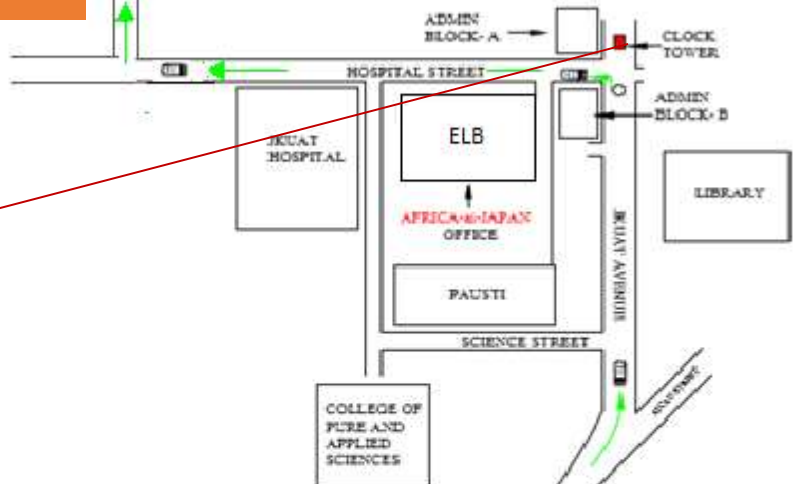 ADMIN
BLOCK- A
CLOCK
TOWER
HOSPITAL STREET
ADMIN
BLOCK- B
JKUAT
HOSPITAL
ELB
LIBRARY
AFRICA-ai-JAPAN
OFFICE
JKUAT AVENUE
PAUSTI
SCIENCE STREET
COLLEGE OF
PURE AND
APPLIED
SCIENCES